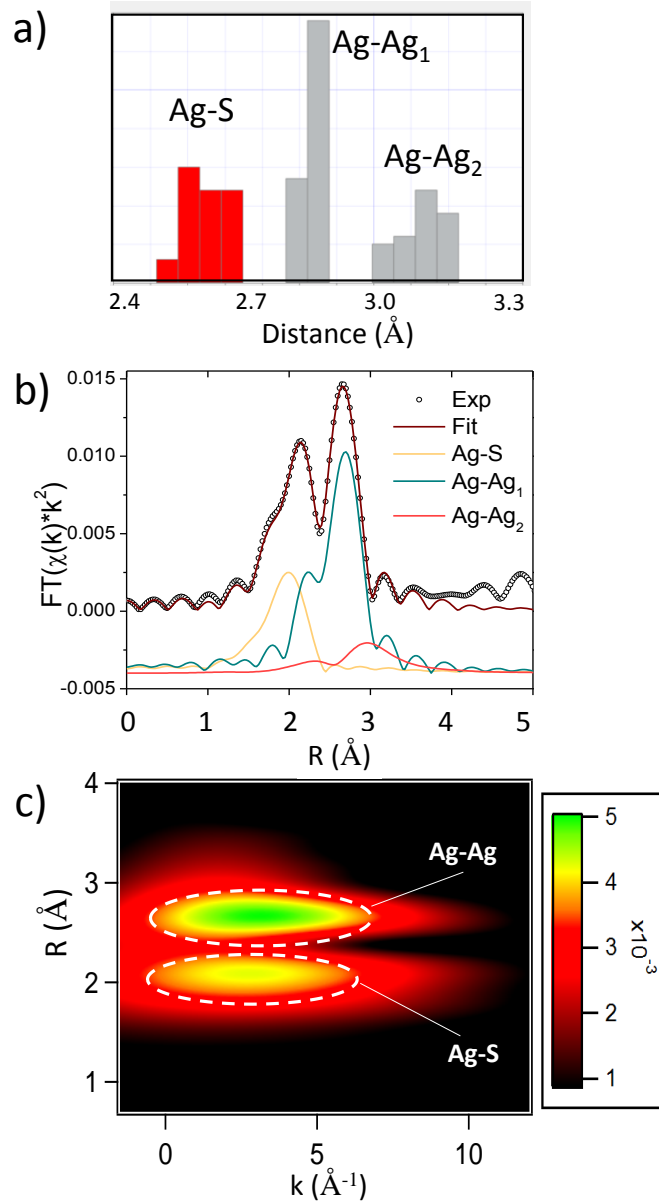 a)
Ag-S
Ag-Ag1
Ag-Ag2
2.4 2.7 3.0 3.3
Distance (Å)
b)
0.015
0.010
0.005
0.000
-0.005
FT(χ(k)*k²)
Exp
Fit
Ag-S
Ag-Ag1
Ag-Ag2
0 1 2 3 4 5
R (Å)
c)
4
3
2
1
R (Å)
Ag-Ag
Ag-S
0 5 10
k (Å-1)
5
4
3
2
1
x10-3